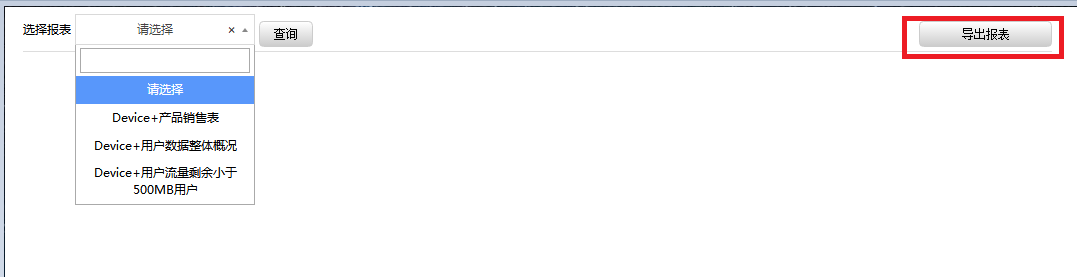 选择报表
请选择
×
查询
导出报表
请选择
Device+产品销售表
Device+用户数据整体概况
Device+用户流量剩余小于
500MB用户